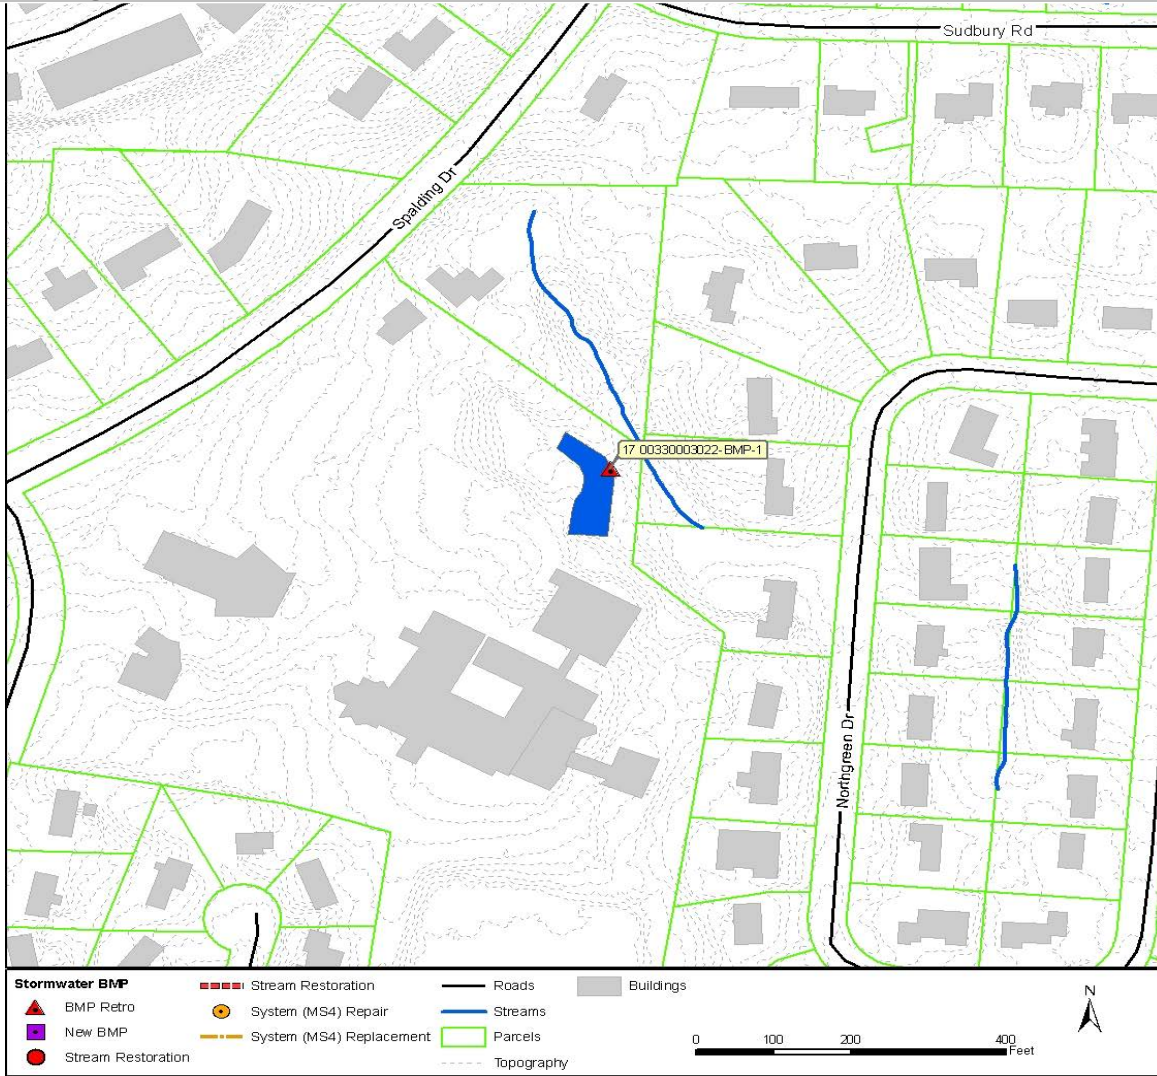 Sudbury Rd
Spalding Dr
17 00330003022-BMP-1
Northgreen Dr
Stormwater BMP
BMP Retro
New BMP
Stream Restoration
Stream Restoration
System (MS4) Repair
System (MS4) Replacement
Roads
Streams
Parcels
Topography
Buildings
N
0 100 200 400
Feet